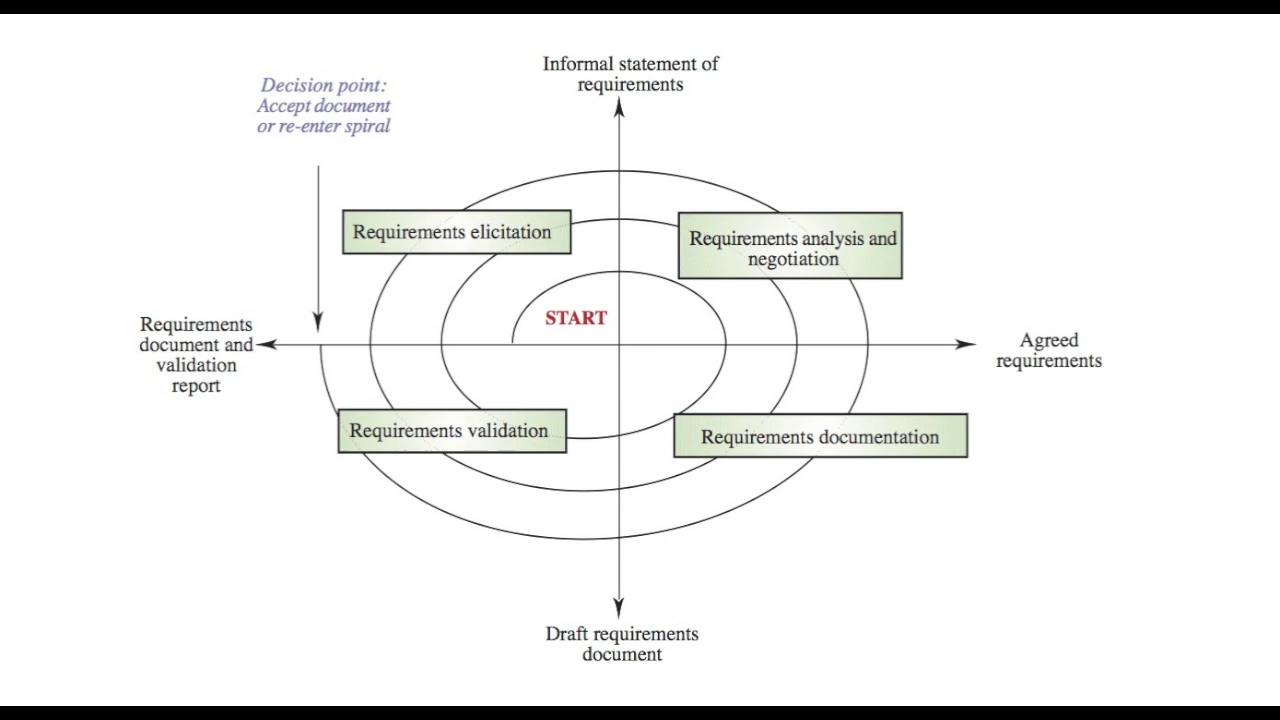 Informal statement of
requirements
Decision point:
Accept document
or re-enter spiral
Requirements elicitation
Requirements analysis and
negotiation
START
Requirements
document and
validation
report
Agreed
requirements
Requirements validation
Requirements documentation
Draft requirements
document